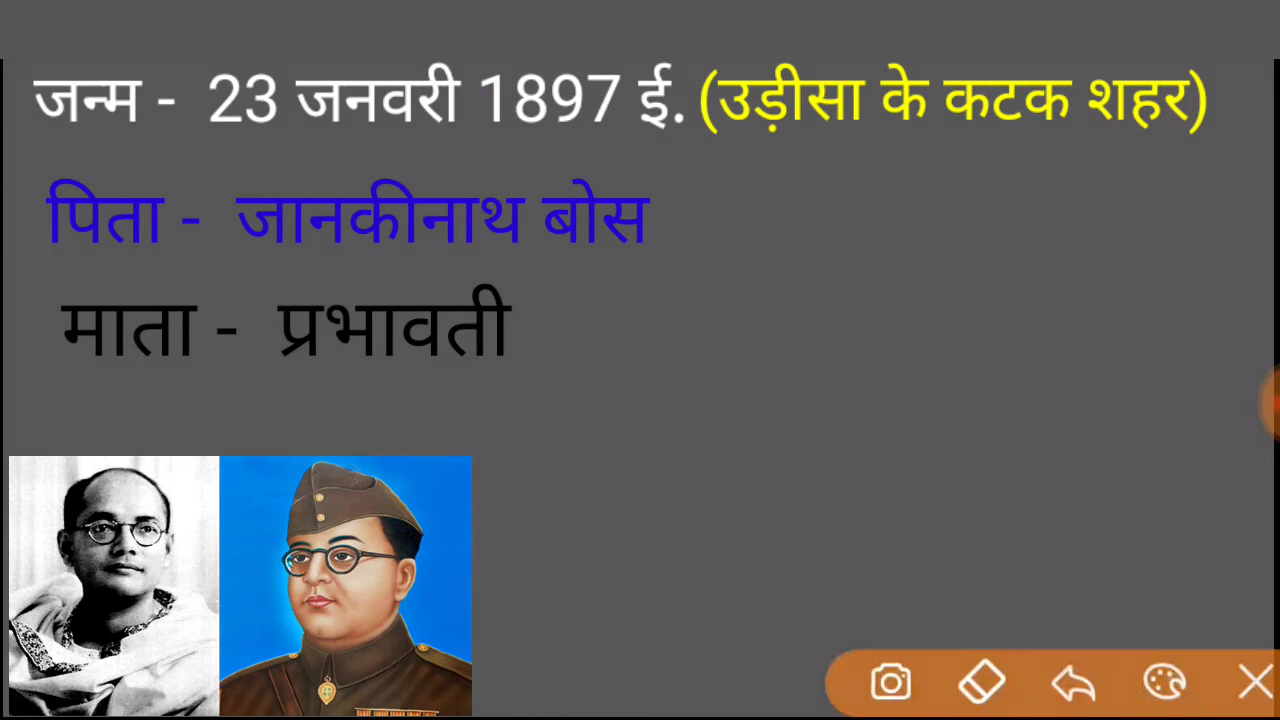 जन्म - 23 जनवरी 1897 ई. (उड़ीसा के कटक शहर)
पिता - जानकीनाथ बोस
माता - प्रभावती